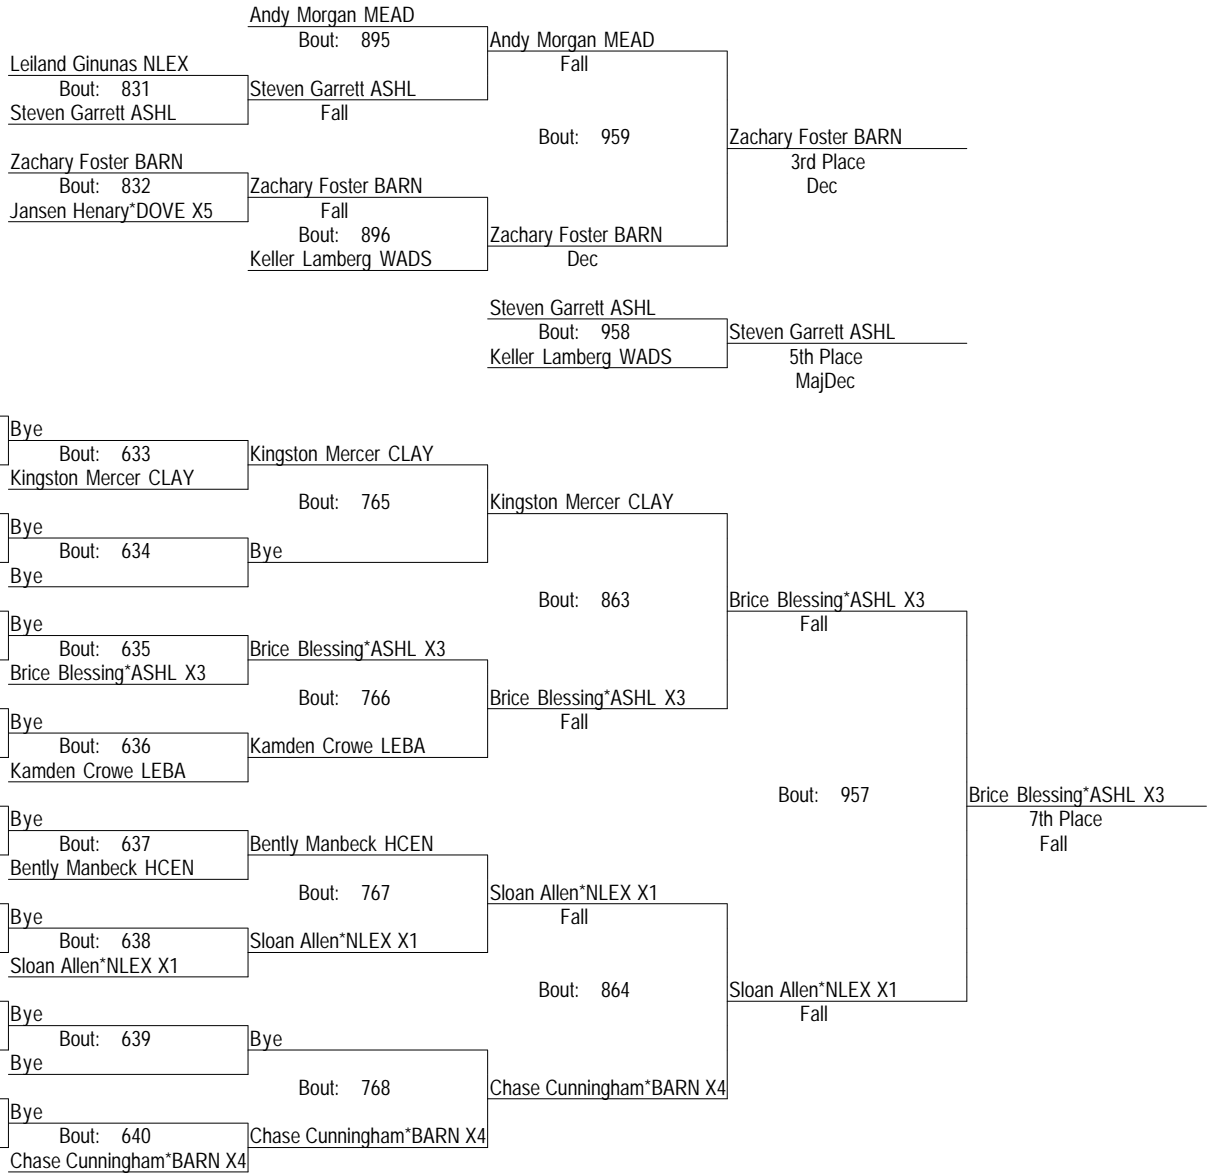 Andy Morgan MEAD
Bout: 895
Andy Morgan MEAD
Leiland Ginunas NLEX
Fall
Bout: 831
Steven Garrett ASHL
Steven Garrett ASHL
Fall
Bout: 959
Zachary Foster BARN
Zachary Foster BARN
3rd Place
Bout: 832
Zachary Foster BARN
Dec
Jansen Henary*DOVE X5
Fall
Bout: 896
Zachary Foster BARN
Keller Lamberg WADS
Dec
Steven Garrett ASHL
Bout: 958
Steven Garrett ASHL
Keller Lamberg WADS
5th Place
MajDec
Bye
Bout: 633
Kingston Mercer CLAY
Kingston Mercer CLAY
Bout: 765
Kingston Mercer CLAY
Bye
Bout: 634
Bye
Bye
Bout: 863
Brice Blessing*ASHL X3
Bye
Fall
Bout: 635
Brice Blessing*ASHL X3
Brice Blessing*ASHL X3
Bout: 766
Brice Blessing*ASHL X3
Bye
Fall
Bout: 636
Kamden Crowe LEBA
Kamden Crowe LEBA
Bout: 957
Brice Blessing*ASHL X3
Bye
7th Place
Bout: 637
Bently Manbeck HCEN
Fall
Bently Manbeck HCEN
Bout: 767
Sloan Allen*NLEX X1
Bye
Fall
Bout: 638
Sloan Allen*NLEX X1
Sloan Allen*NLEX X1
Bout: 864
Sloan Allen*NLEX X1
Bye
Fall
Bout: 639
Bye
Bye
Bout: 768
Chase Cunningham*BARN X4
Bye
Bout: 640
Chase Cunningham*BARN X4
Chase Cunningham*BARN X4